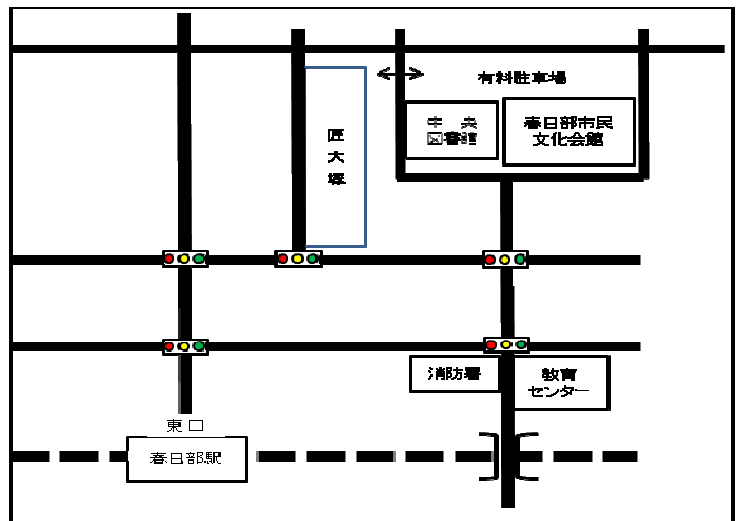 有料駐車場
中央
図書館
春日部市民
文化会館
匠大塚
消防署
教育
センター
東口
春日部駅